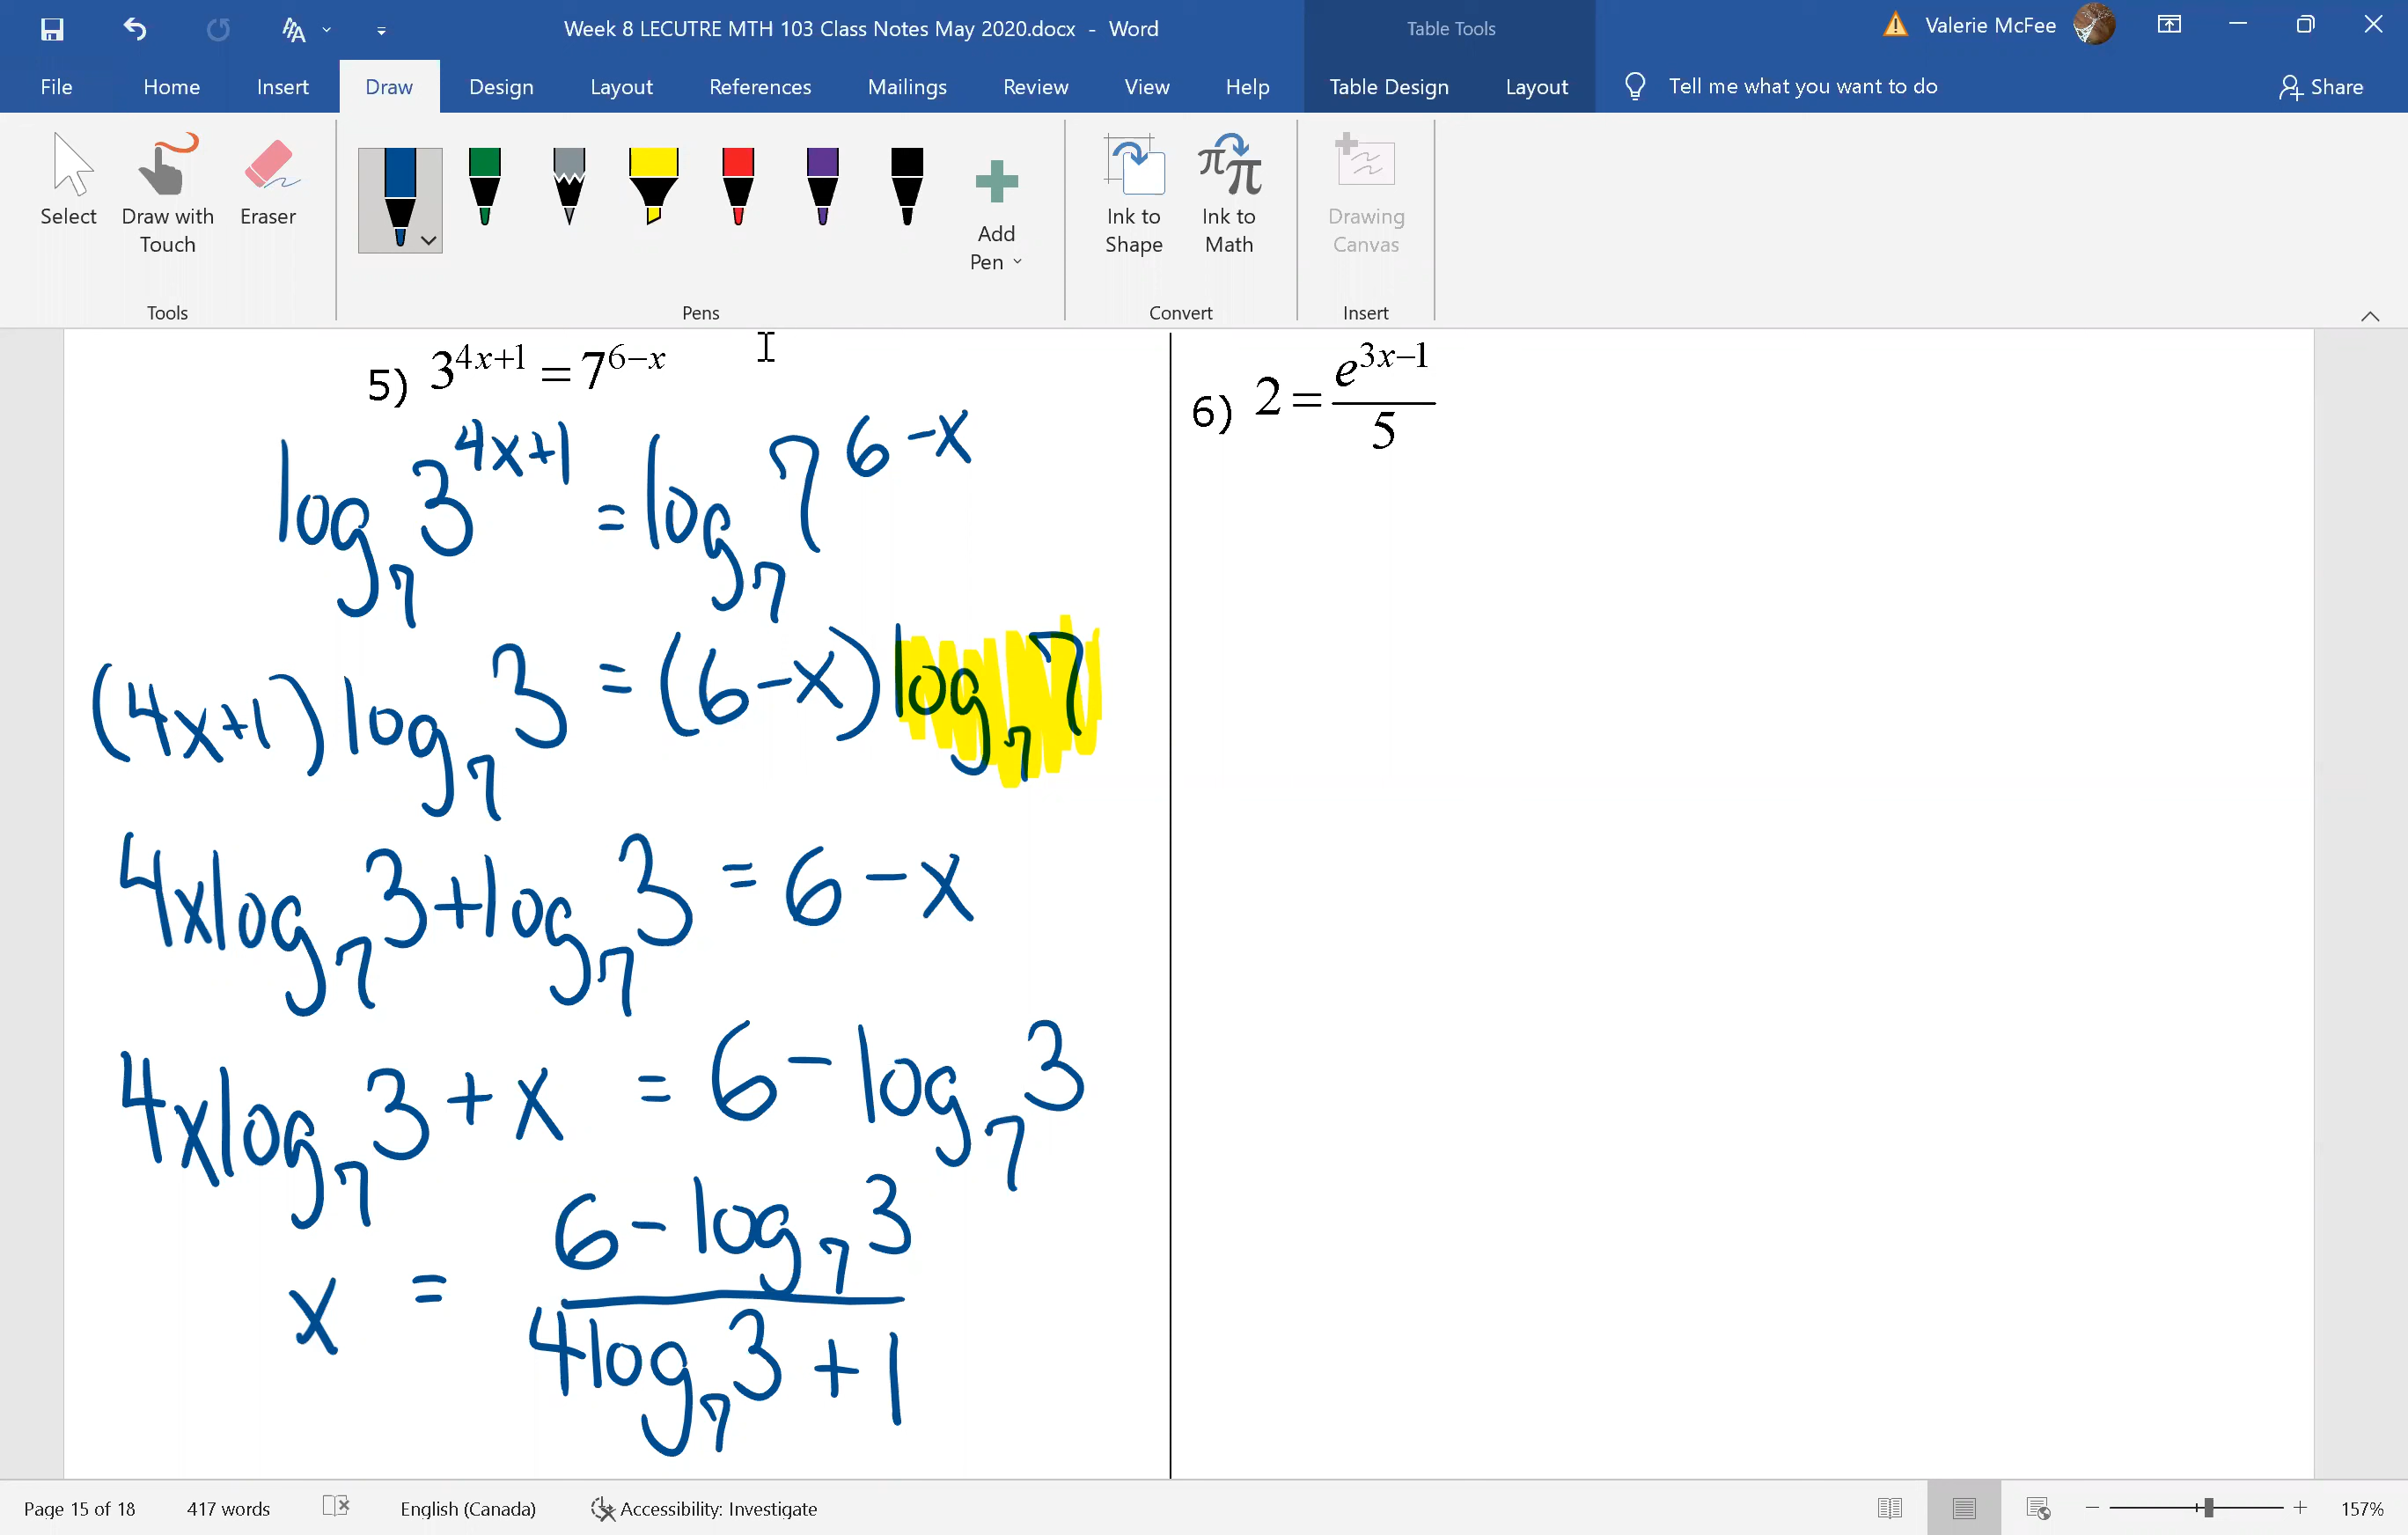 Week 8 LECUTRE MTH 103 Class Notes May 2020.docx - Word
Table Tools
Valerie McFee
File Home Insert Draw Design Layout References Mailings Review View Help Table Design Layout Tell me what you want to do Share
Select
Draw with Touch
Eraser
Add Pen
Ink to Shape
Ink to Math
Drawing Canvas
Tools
Pens
Convert
Insert
5) 3^{4x+1} = 7^{6-x}
log_7 3^{4x+1} = log_7 7^{6-x}
(4x+1) log_7 3 = (6-x) log_7 7
4x log_7 3 + log_7 3 = 6 - x
4x log_7 3 + x = 6 - log_7 3
x = \frac{6 - log_7 3}{4 log_7 3 + 1}
6) 2 = \frac{e^{3x-1}}{5}
Page 15 of 18 417 words English (Canada) Accessibility: Investigate 157%